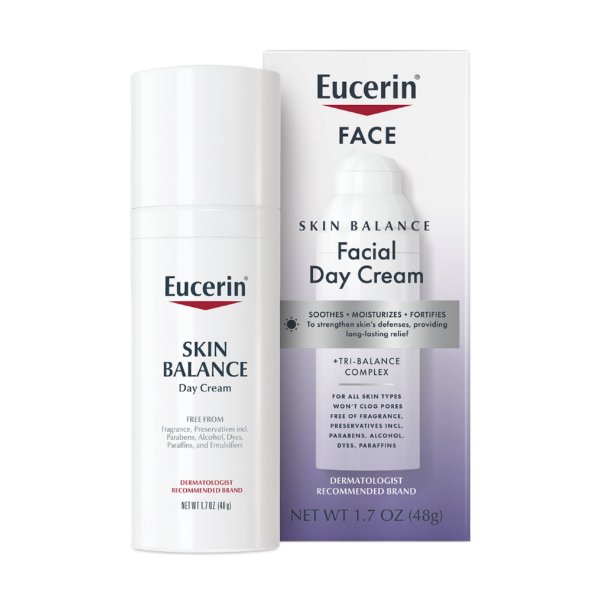 Eucerin®
SKIN
BALANCE
Day Cream
FREE FROM
Fragrance, Preservatives incl.
Parabens, Alcohol, Dyes,
Paraffins, and Emulsifiers
DERMATOLOGIST
RECOMMENDED BRAND
NET WT 1.7 OZ (48g)
Eucerin®
FACE
SKIN BALANCE
Facial
Day Cream
SOOTHES • MOISTURIZES • FORTIFIES
To strengthen skin's defenses, providing
long-lasting relief
+TRI-BALANCE
COMPLEX
FOR ALL SKIN TYPES
WON'T CLOG PORES
FREE OF FRAGRANCE,
PRESERVATIVES INCL.
PARABENS, ALCOHOL,
DYES, PARAFFINS
DERMATOLOGIST
RECOMMENDED BRAND
NET WT 1.7 OZ (48g)